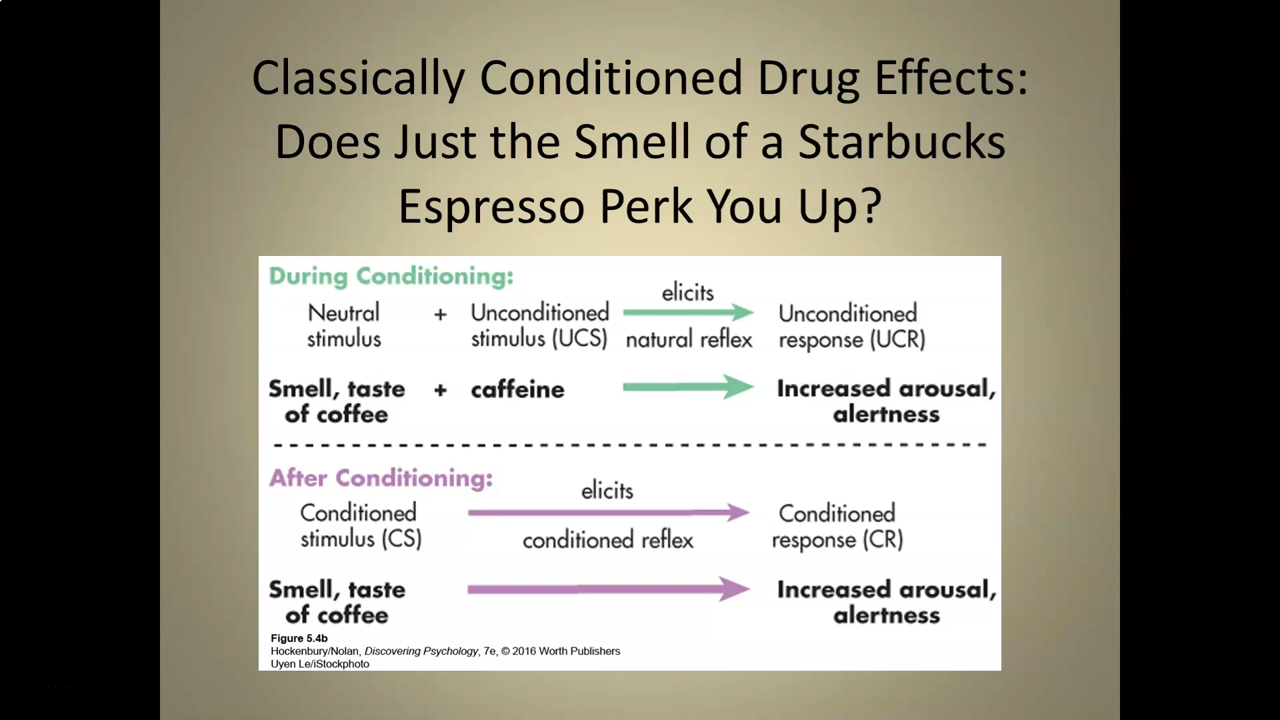 Classically Conditioned Drug Effects:
Does Just the Smell of a Starbucks
Espresso Perk You Up?
During Conditioning:
elicits
Neutral + Unconditioned Unconditioned
stimulus stimulus (UCS) natural reflex response (UCR)
Smell, taste + caffeine Increased arousal,
of coffee alertness
After Conditioning:
elicits
Conditioned Conditioned
stimulus (CS) conditioned reflex response (CR)
Smell, taste Increased arousal,
of coffee alertness
Figure 5.4b
Hockenbury/Nolan, Discovering Psychology, 7e, © 2016 Worth Publishers
Uyen Le/iStockphoto